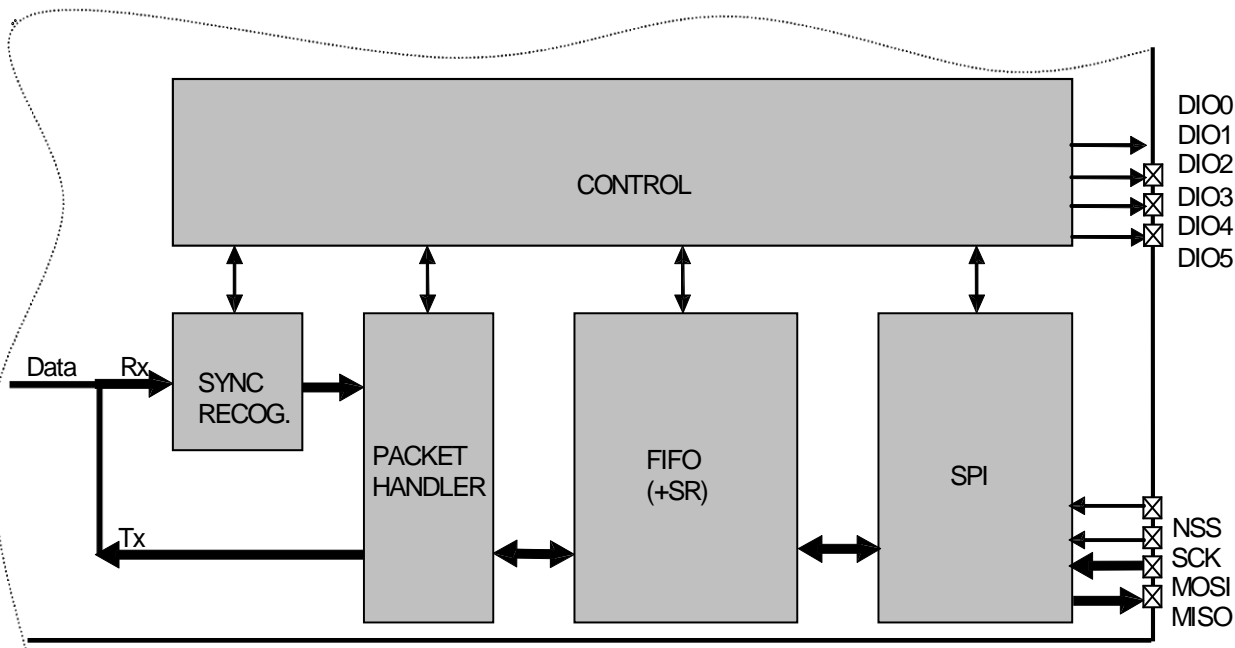 DIO0
DIO1
DIO2
DIO3
DIO4
DIO5
CONTROL
Data
Rx
SYNC
RECOG.
PACKET
HANDLER
FIFO
(+SR)
SPI
Tx
NSS
SCK
MOSI
MISO